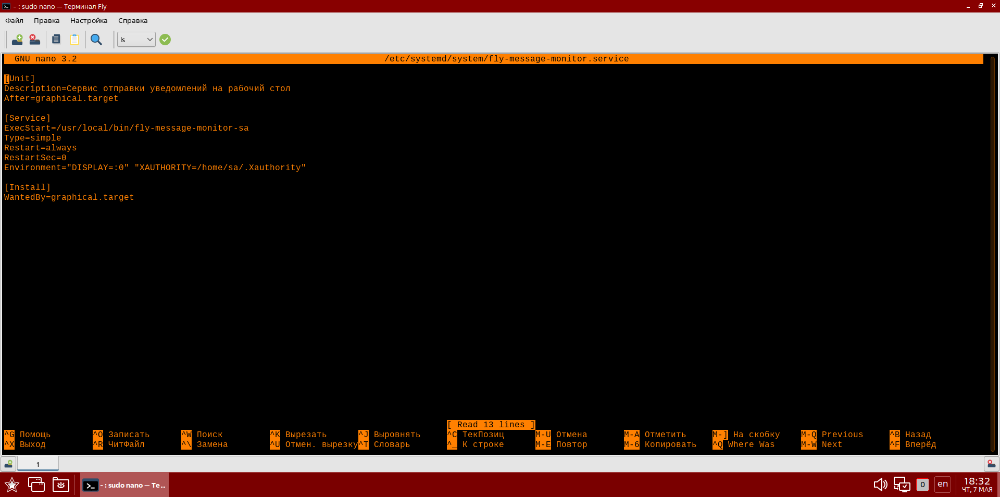 - : sudo nano — Терминал Fly
Файл Правка Настройка Справка
ls
GNU nano 3.2 /etc/systemd/system/fly-message-monitor.service
[Unit]
Description=Сервис отправки уведомлений на рабочий стол
After=graphical.target
[Service]
ExecStart=/usr/local/bin/fly-message-monitor-sa
Type=simple
Restart=always
RestartSec=0
Environment="DISPLAY=:0" "XAUTHORITY=/home/sa/.Xauthority"
[Install]
WantedBy=graphical.target
[ Read 13 lines ]
^G Помощь ^O Записать ^W Поиск ^K Вырезать ^J Выровнять ^C ТекПозиц M-U Отмена M-A Отметить M-] На скобку M-Q Previous ^B Назад
^X Выход ^R ЧитФайл ^\ Замена ^U Отмен. вырезку ^T Словарь ^_ К строке M-E Повтор M-6 Копировать ^Q Where Was M-W Next ^F Вперёд
1
- : sudo nano — Те... 0 en 18:32
ЧТ, 7 МАЯ